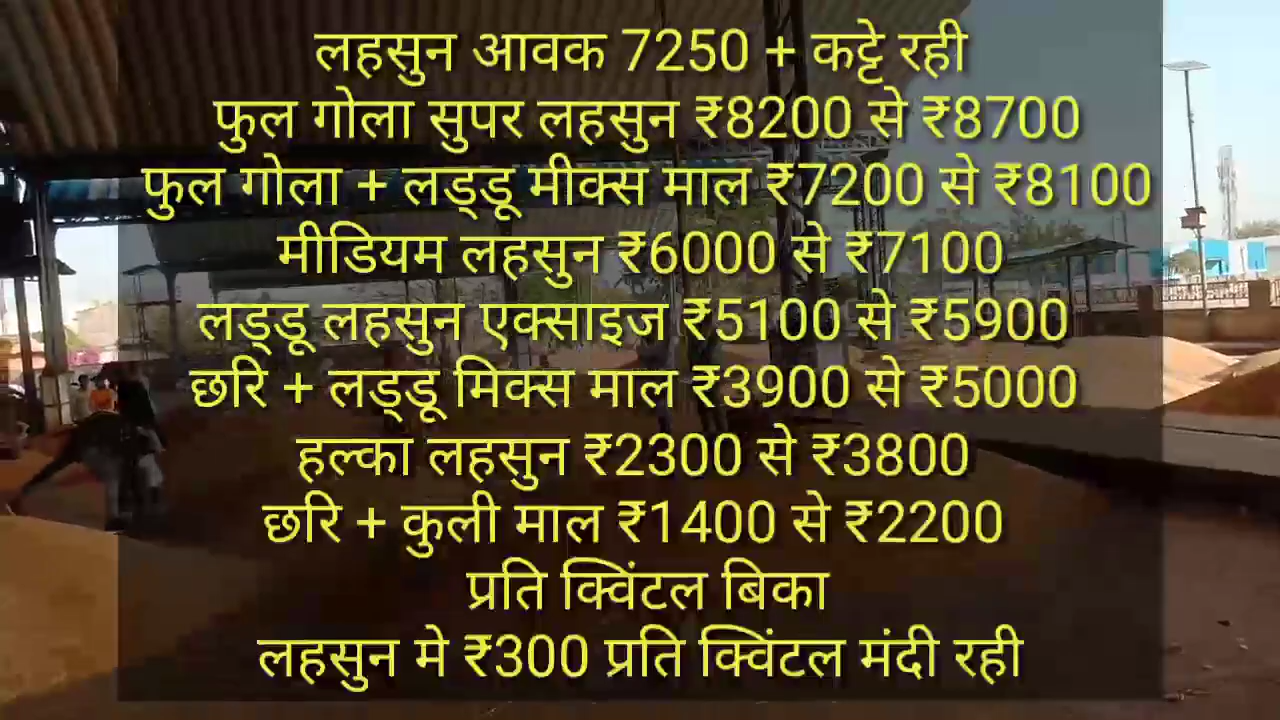 लहसुन आवक 7250 + कट्टे रही
फुल गोला सुपर लहसुन ₹8200 से ₹8700
फुल गोला + लड्डू मीक्स माल ₹7200 से ₹8100
मीडियम लहसुन ₹6000 से ₹7100
लड्डू लहसुन एक्साइज ₹5100 से ₹5900
छरि + लड्डू मिक्स माल ₹3900 से ₹5000
हल्का लहसुन ₹2300 से ₹3800
छरि + कुली माल ₹1400 से ₹2200
प्रति क्विंटल बिका
लहसुन मे ₹300 प्रति क्विंटल मंदी रही